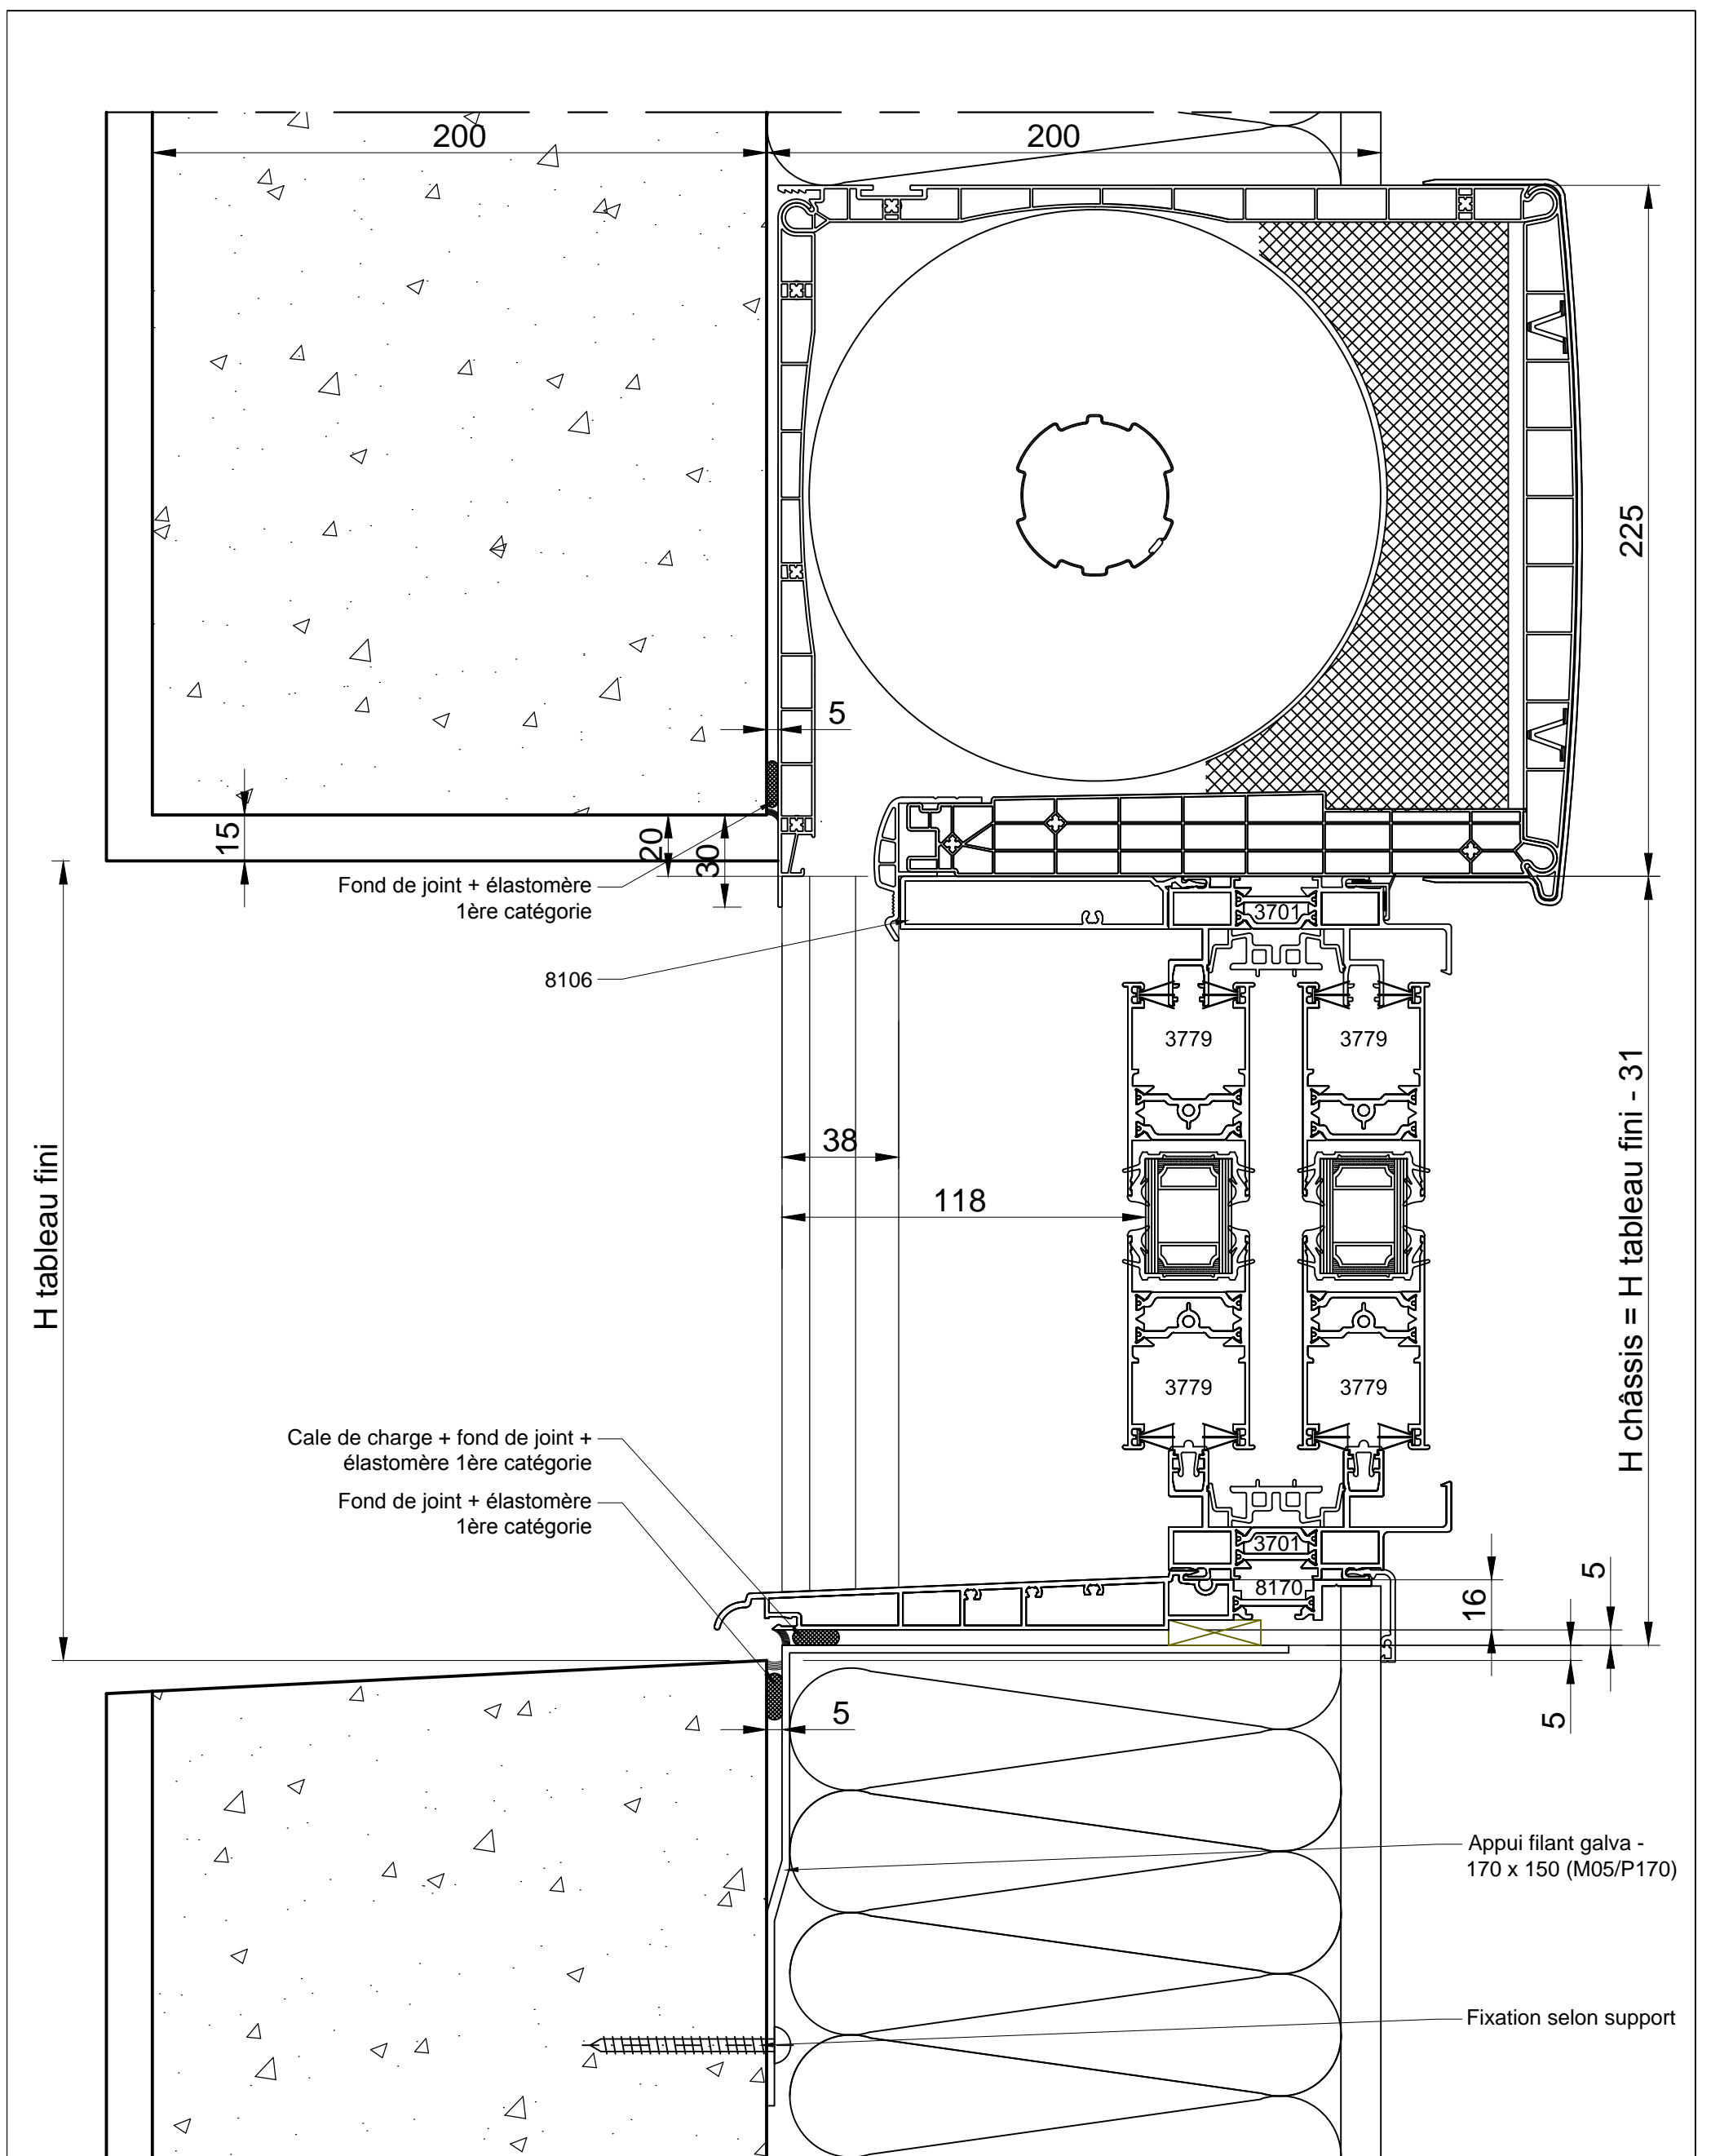 200
200
225
5
15
20
30
Fond de joint + élastomère
1ère catégorie
3701
8106
3779
3779
H tableau fini
38
118
H châssis = H tableau fini - 31
3779
3779
Cale de charge + fond de joint +
élastomère 1ère catégorie
Fond de joint + élastomère
1ère catégorie
3701
8170
16
5
5
5
Appui filant galva -
170 x 150 (M05/P170)
Fixation selon support